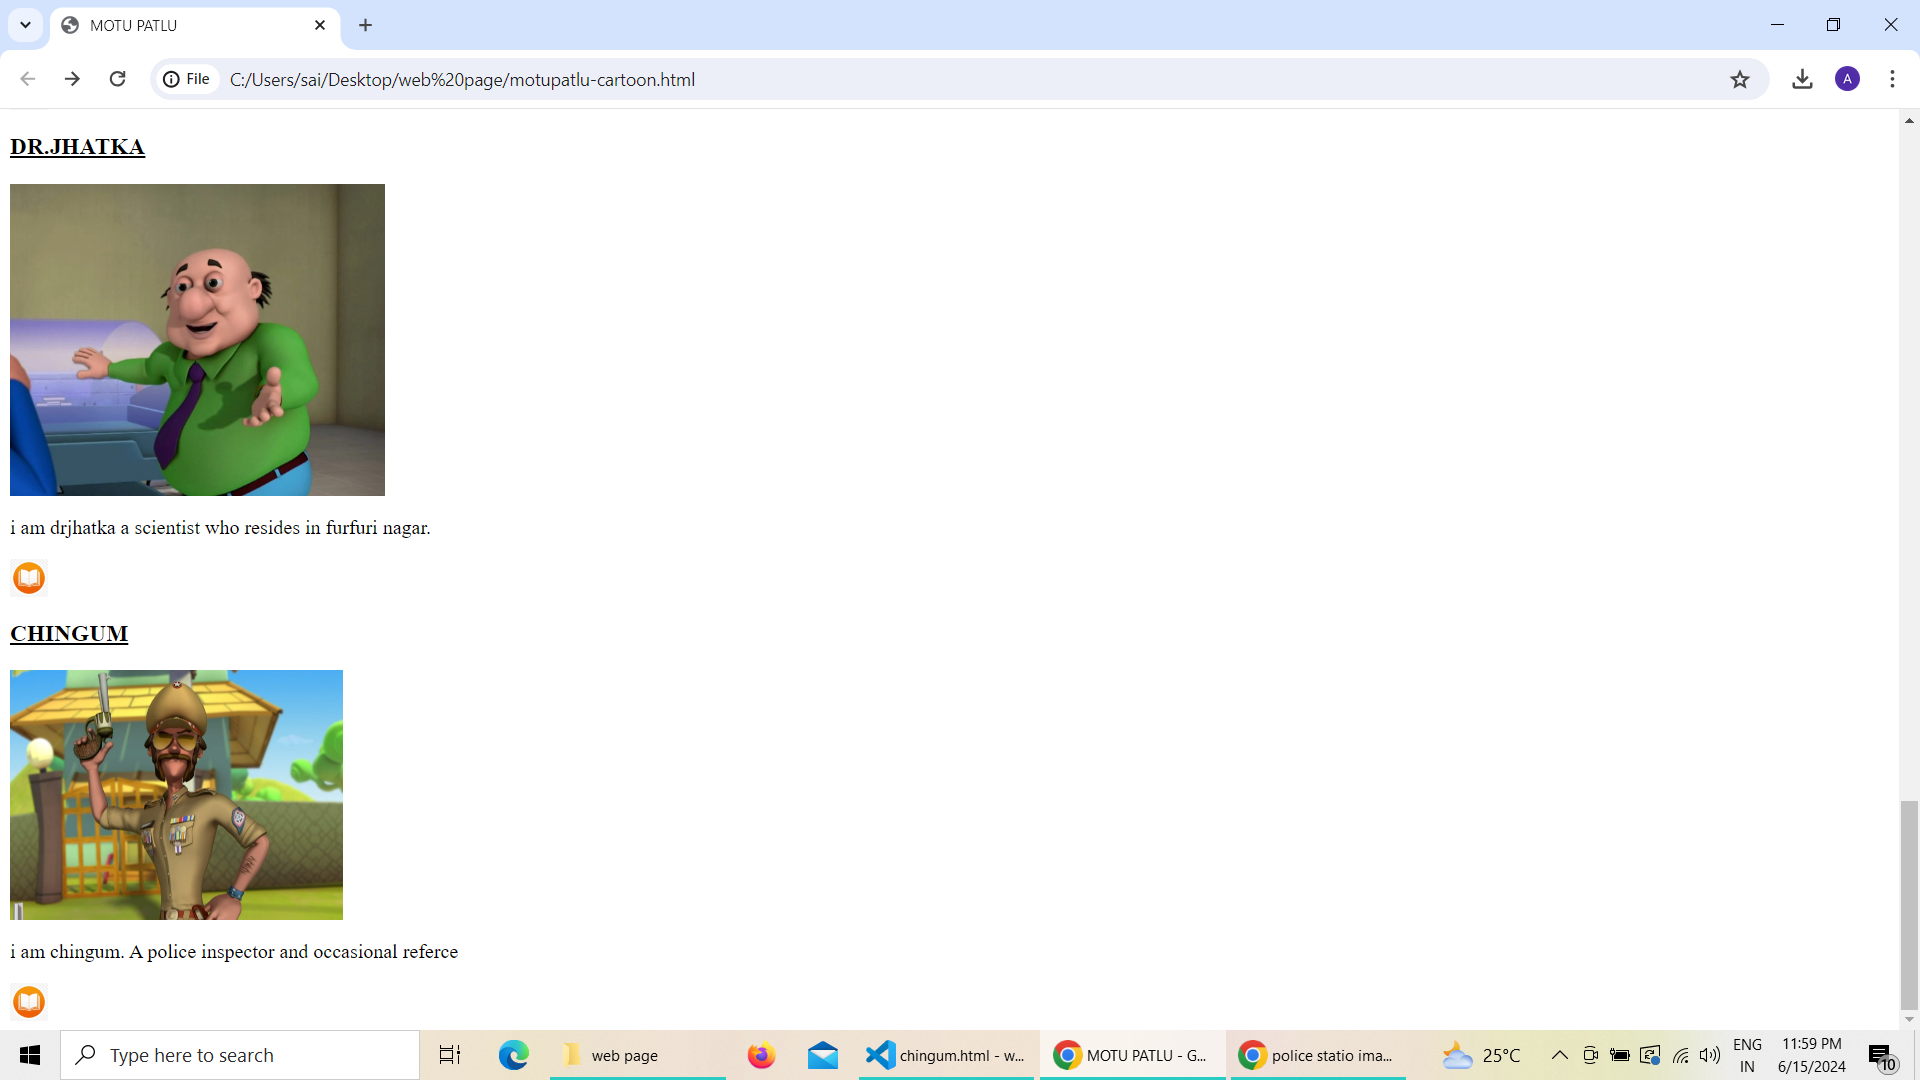 MOTU PATLU
File
C:/Users/sai/Desktop/web%20page/motupatlu-cartoon.html
A
DR.JHATKA
i am drjhatka a scientist who resides in furfuri nagar.
CHINGUM
i am chingum. A police inspector and occasional referce
Type here to search
web page
chingum.html - w...
MOTU PATLU - G...
police statio ima...
25°C
ENG
IN
11:59 PM
6/15/2024
10